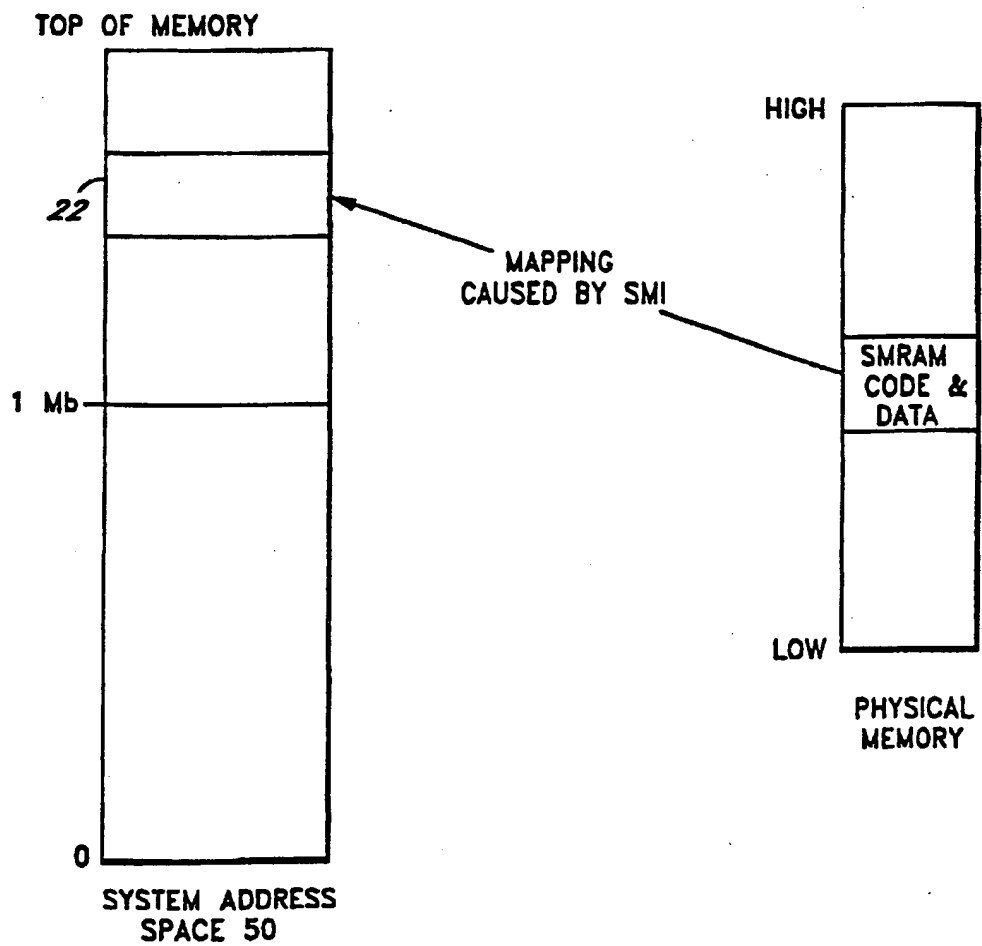 TOP OF MEMORY
22
1 Mb
0
SYSTEM ADDRESS
SPACE 50
MAPPING
CAUSED BY SMI
HIGH
SMRAM
CODE &
DATA
LOW
PHYSICAL
MEMORY